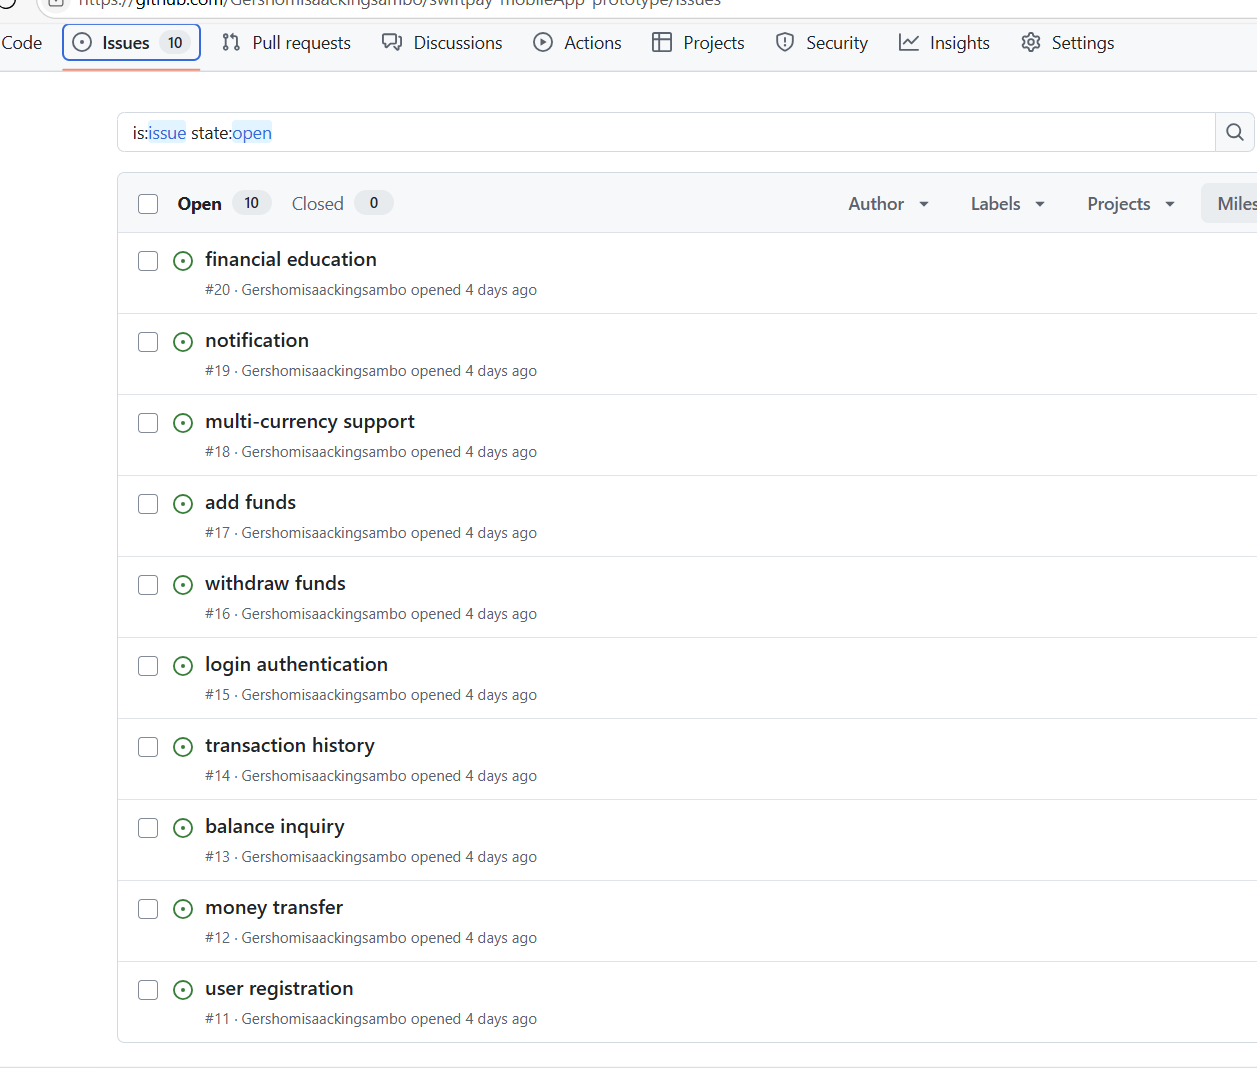 https://github.com/Gershomisaackingsambo/swiftpay-mobileApp-prototype/issues
Code Issues 10 Pull requests Discussions Actions Projects Security Insights Settings
is:issue state:open
Open 10 Closed 0 Author Labels Projects Miles
financial education
#20 · Gershomisaackingsambo opened 4 days ago
notification
#19 · Gershomisaackingsambo opened 4 days ago
multi-currency support
#18 · Gershomisaackingsambo opened 4 days ago
add funds
#17 · Gershomisaackingsambo opened 4 days ago
withdraw funds
#16 · Gershomisaackingsambo opened 4 days ago
login authentication
#15 · Gershomisaackingsambo opened 4 days ago
transaction history
#14 · Gershomisaackingsambo opened 4 days ago
balance inquiry
#13 · Gershomisaackingsambo opened 4 days ago
money transfer
#12 · Gershomisaackingsambo opened 4 days ago
user registration
#11 · Gershomisaackingsambo opened 4 days ago